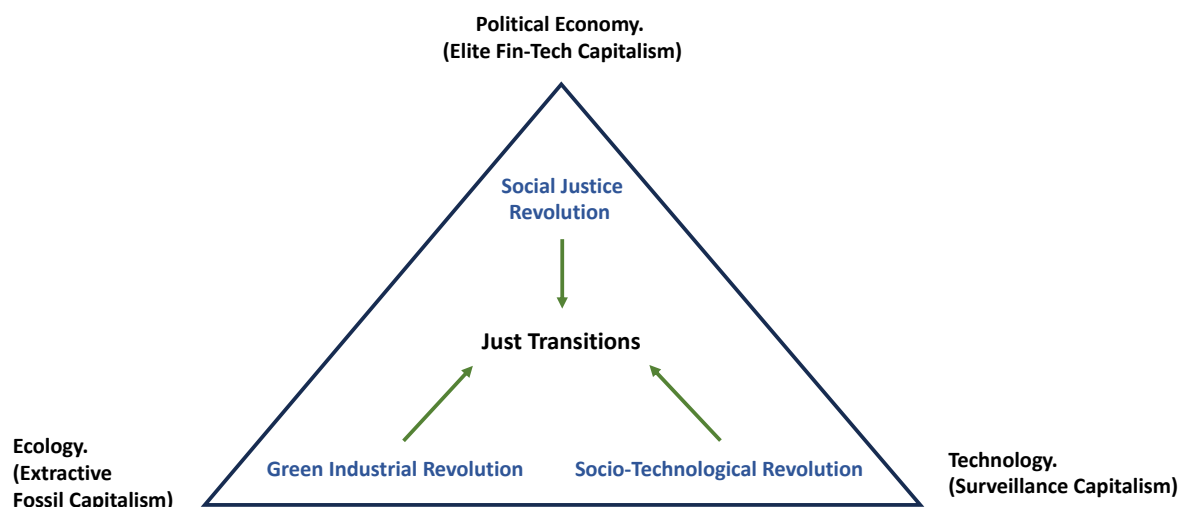 Political Economy.
(Elite Fin-Tech Capitalism)
Social Justice
Revolution
Just Transitions
Ecology.
(Extractive
Fossil Capitalism)
Green Industrial Revolution
Socio-Technological Revolution
Technology.
(Surveillance Capitalism)